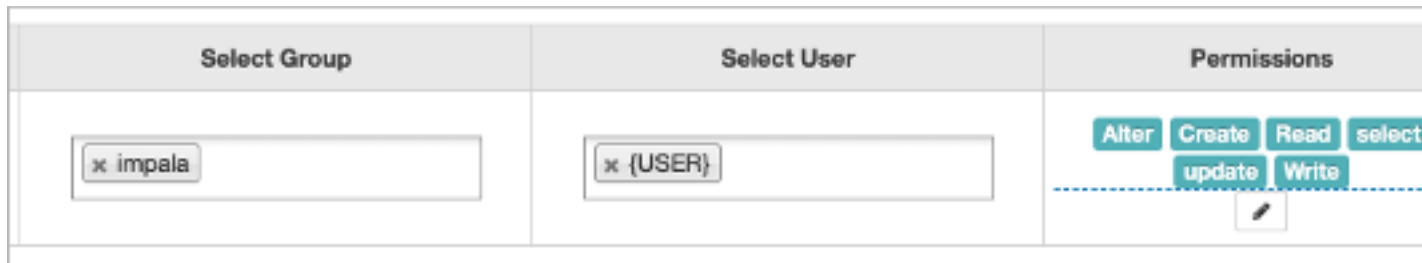 Select Group Select User Permissions
Alter Create Read select
× impala × {USER}
update Write